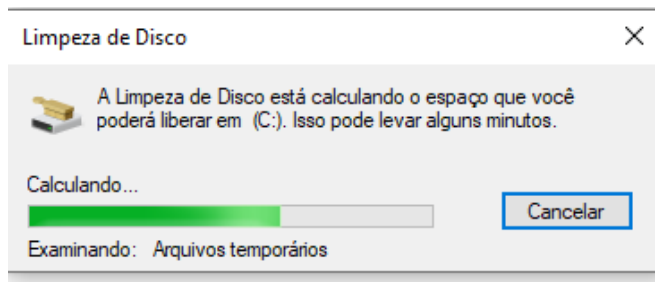 Limpeza de Disco
A Limpeza de Disco está calculando o espaço que você
poderá liberar em (C:). Isso pode levar alguns minutos.
Calculando...
Cancelar
Examinando: Arquivos temporários